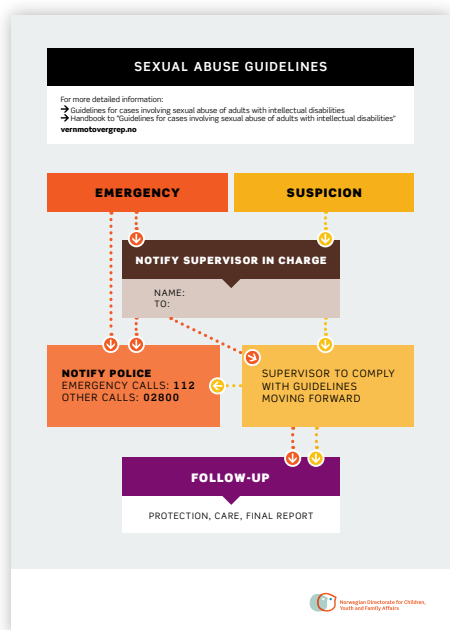 SEXUAL ABUSE GUIDELINES
For more detailed information:
→ Guidelines for cases involving sexual abuse of adults with intellectual disabilities
→ Handbook to "Guidelines for cases involving sexual abuse of adults with intellectual disabilities"
vernmotovergrep.no
EMERGENCY
SUSPICION
NOTIFY SUPERVISOR IN CHARGE
NAME:
TO:
NOTIFY POLICE
EMERGENCY CALLS: 112
OTHER CALLS: 02800
SUPERVISOR TO COMPLY
WITH GUIDELINES
MOVING FORWARD
FOLLOW-UP
PROTECTION, CARE, FINAL REPORT
Norwegian Directorate for Children,
Youth and Family Affairs